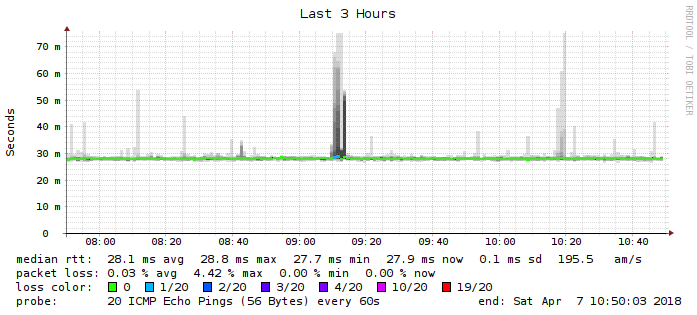 Last 3 Hours
RRDTOOL / TOBI OETIKER
Seconds
70 m
60 m
50 m
40 m
30 m
20 m
10 m
0
08:00 08:20 08:40 09:00 09:20 09:40 10:00 10:20 10:40
median rtt: 28.1 ms avg 28.8 ms max 27.7 ms min 27.9 ms now 0.1 ms sd 195.5 am/s
packet loss: 0.03 % avg 4.42 % max 0.00 % min 0.00 % now
loss color: 0 1/20 2/20 3/20 4/20 10/20 19/20
probe: 20 ICMP Echo Pings (56 Bytes) every 60s end: Sat Apr 7 10:50:03 2018